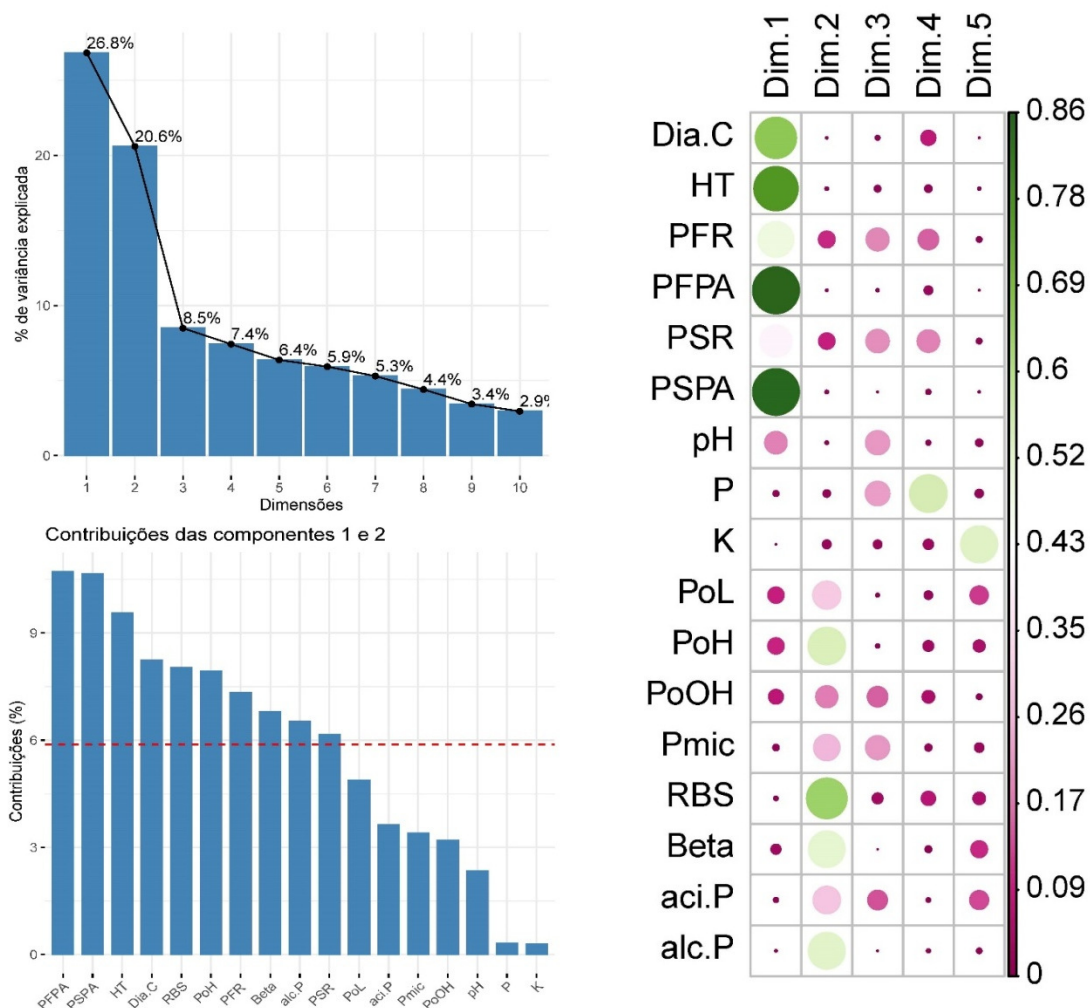 26.8%
20.6%
8.5%
7.4%
6.4%
5.9%
5.3%
4.4%
3.4%
2.9%
20
10
0
% de variância explicada
1 2 3 4 5 6 7 8 9 10
Dimensões
Contribuições das componentes 1 e 2
9
6
3
0
Contribuições (%)
PFPA PSPA HT Dia.C RBS PoH PFR Beta alc.P PSR PoL aci.P Pmic PoOH pH P K
Dim.1 Dim.2 Dim.3 Dim.4 Dim.5
Dia.C
HT
PFR
PFPA
PSR
PSPA
pH
P
K
PoL
PoH
PoOH
Pmic
RBS
Beta
aci.P
alc.P
0.86
0.78
0.69
0.6
0.52
0.43
0.35
0.26
0.17
0.09
0